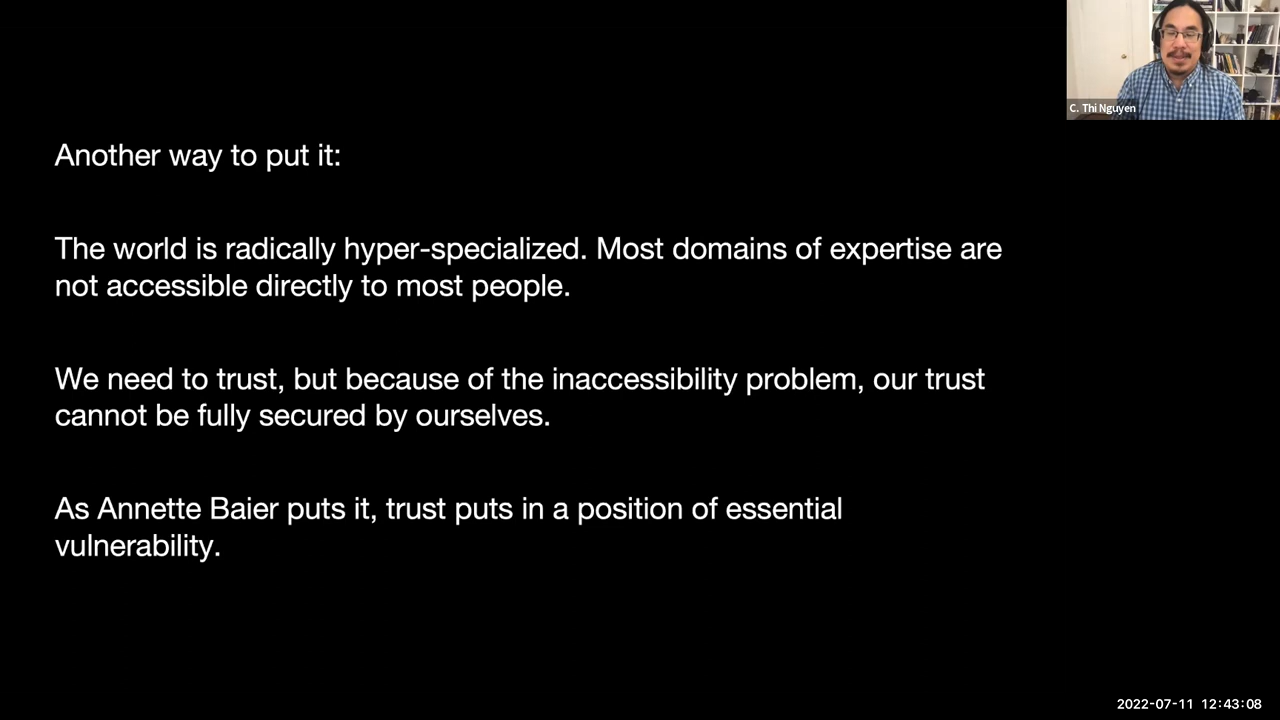 C. Thi Nguyen
Another way to put it:
The world is radically hyper-specialized. Most domains of expertise are
not accessible directly to most people.
We need to trust, but because of the inaccessibility problem, our trust
cannot be fully secured by ourselves.
As Annette Baier puts it, trust puts in a position of essential
vulnerability.
2022-07-11 12:43:08